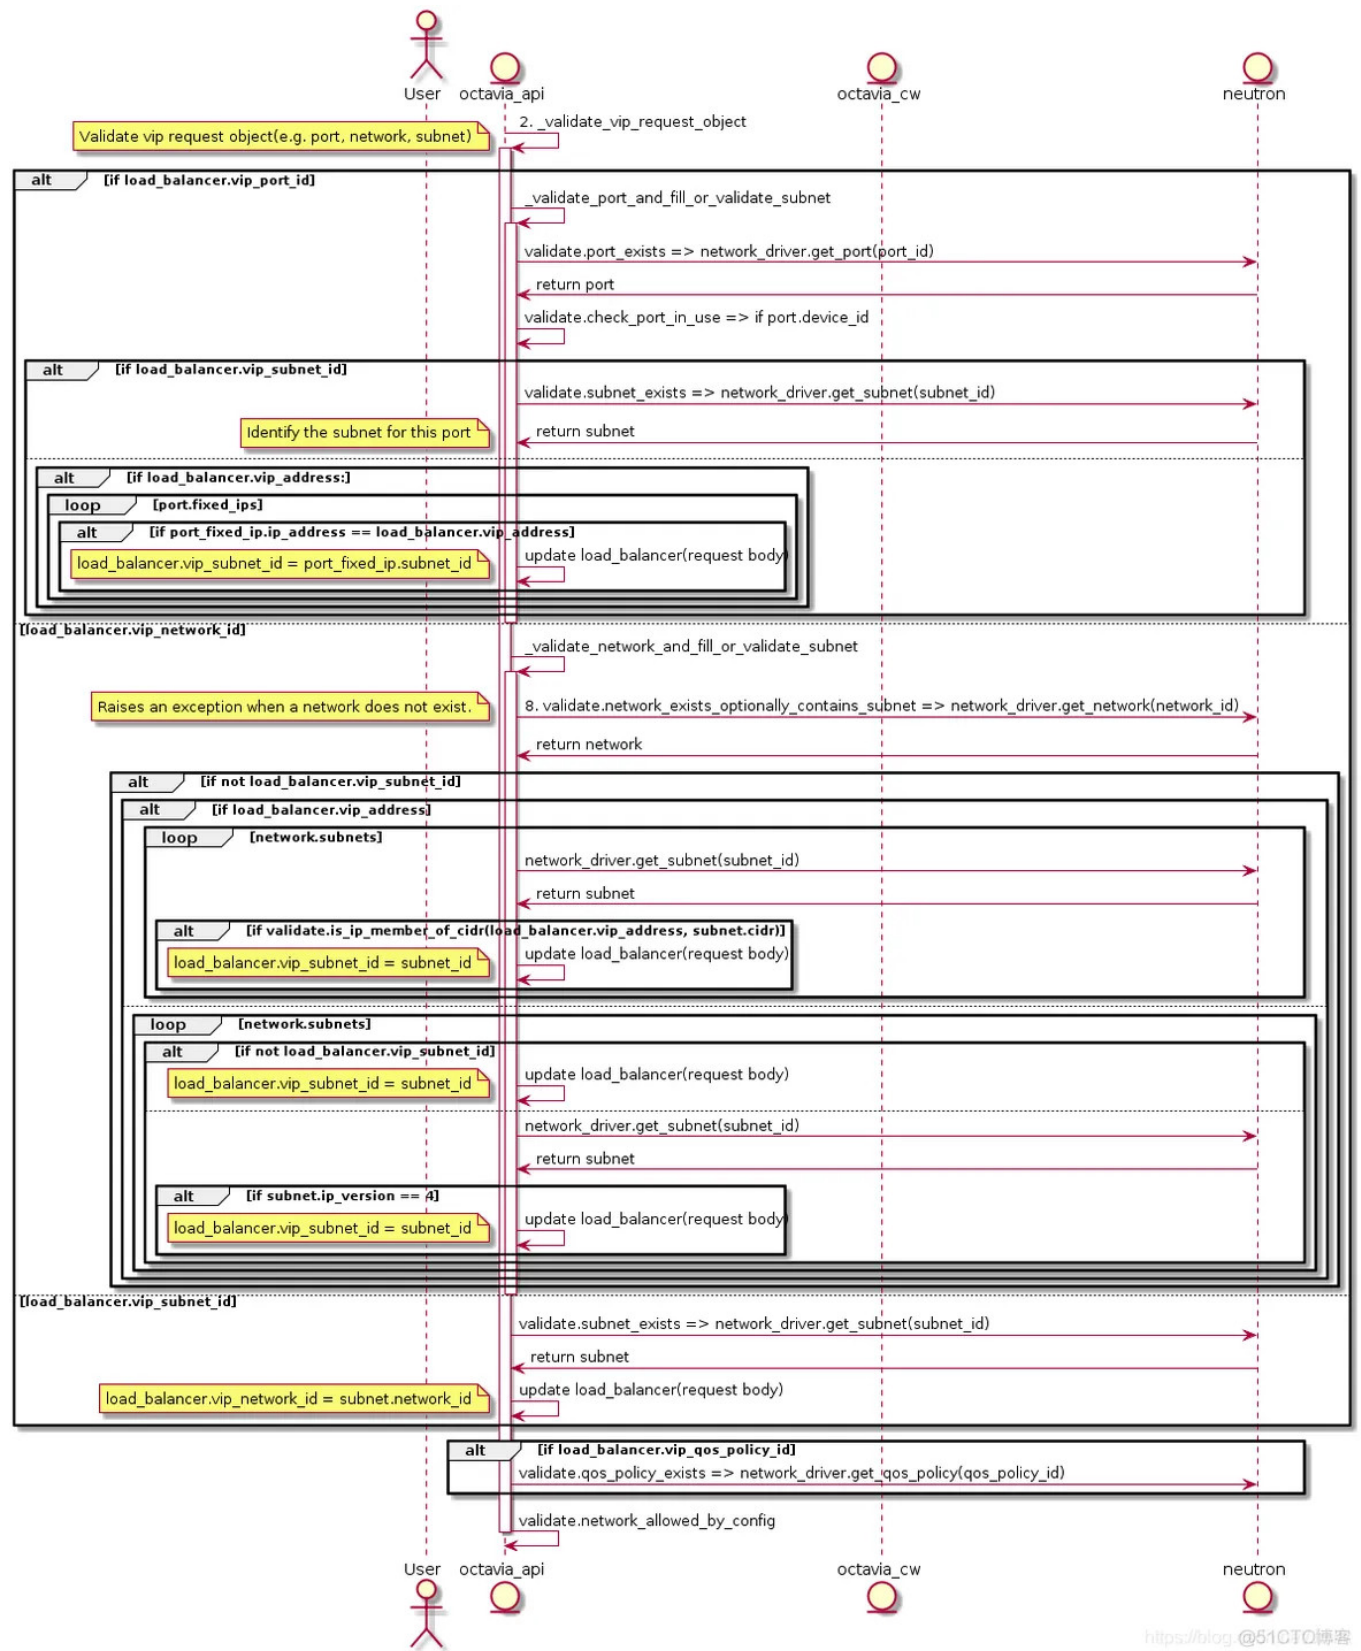 User octavia_api octavia_cw neutron
2. _validate_vip_request_object
Validate vip request object(e.g. port, network, subnet)
alt [if load_balancer.vip_port_id]
_validate_port_and_fill_or_validate_subnet
validate.port_exists => network_driver.get_port(port_id)
return port
validate.check_port_in_use => if port.device_id
alt [if load_balancer.vip_subnet_id]
validate.subnet_exists => network_driver.get_subnet(subnet_id)
Identify the subnet for this port return subnet
alt [if load_balancer.vip_address:]
loop [port.fixed_ips]
alt [if port_fixed_ip.ip_address == load_balancer.vip_address]
update load_balancer(request body)
load_balancer.vip_subnet_id = port_fixed_ip.subnet_id
[load_balancer.vip_network_id]
_validate_network_and_fill_or_validate_subnet
Raises an exception when a network does not exist. 8. validate.network_exists_optionally_contains_subnet => network_driver.get_network(network_id)
return network
alt [if not load_balancer.vip_subnet_id]
alt [if load_balancer.vip_address]
loop [network.subnets]
network_driver.get_subnet(subnet_id)
return subnet
alt [if validate.is_ip_member_of_cidr(load_balancer.vip_address, subnet.cidr)]
update load_balancer(request body)
load_balancer.vip_subnet_id = subnet_id
loop [network.subnets]
alt [if not load_balancer.vip_subnet_id]
update load_balancer(request body)
load_balancer.vip_subnet_id = subnet_id
network_driver.get_subnet(subnet_id)
return subnet
alt [if subnet.ip_version == 4]
update load_balancer(request body)
load_balancer.vip_subnet_id = subnet_id
[load_balancer.vip_subnet_id]
validate.subnet_exists => network_driver.get_subnet(subnet_id)
return subnet
update load_balancer(request body)
load_balancer.vip_network_id = subnet.network_id
alt [if load_balancer.vip_qos_policy_id]
validate.qos_policy_exists => network_driver.get_qos_policy(qos_policy_id)
validate.network_allowed_by_config
User octavia_api octavia_cw neutron
https://blog. @51CTO博客